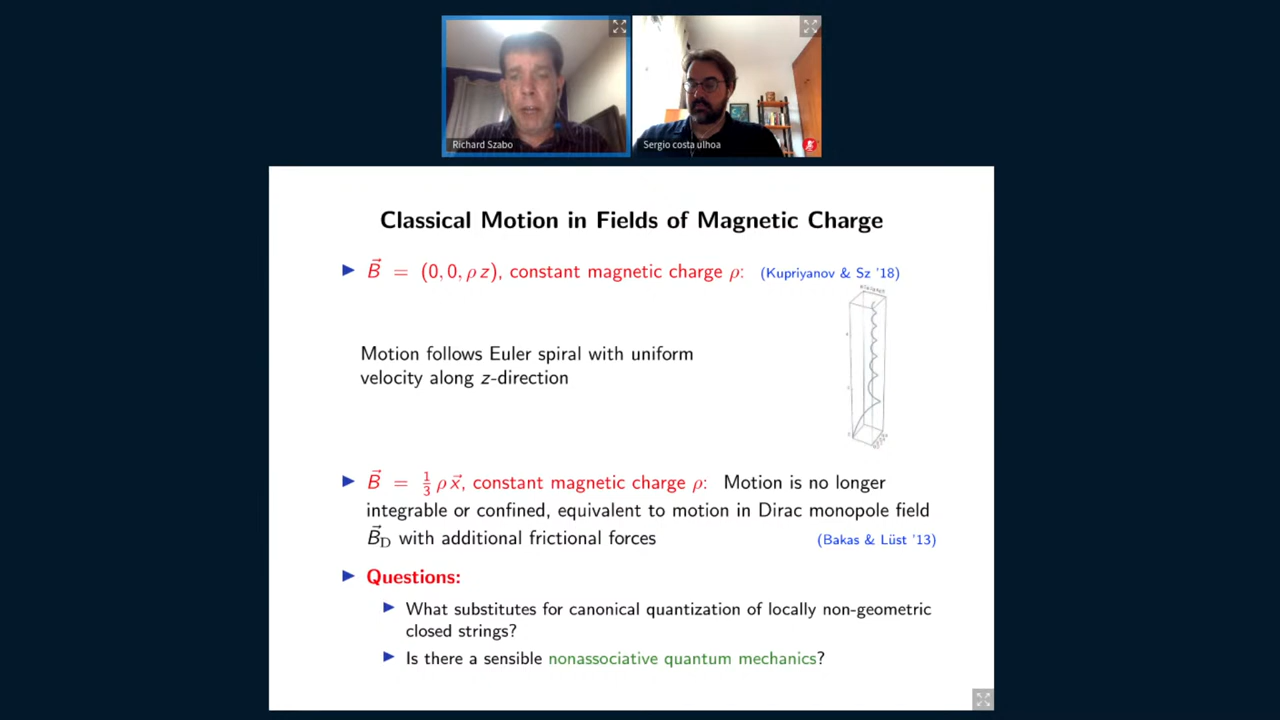 Richard Szabo
Sergio costa ulhoa
Classical Motion in Fields of Magnetic Charge
▶ B⃗ = (0, 0, ρ z), constant magnetic charge ρ: (Kupriyanov & Sz '18)
Motion follows Euler spiral with uniform
velocity along z-direction
▶ B⃗ = 1/3 ρ x⃗, constant magnetic charge ρ: Motion is no longer
integrable or confined, equivalent to motion in Dirac monopole field
B⃗_D with additional frictional forces (Bakas & Lüst '13)
▶ Questions:
▶ What substitutes for canonical quantization of locally non-geometric
closed strings?
▶ Is there a sensible nonassociative quantum mechanics?